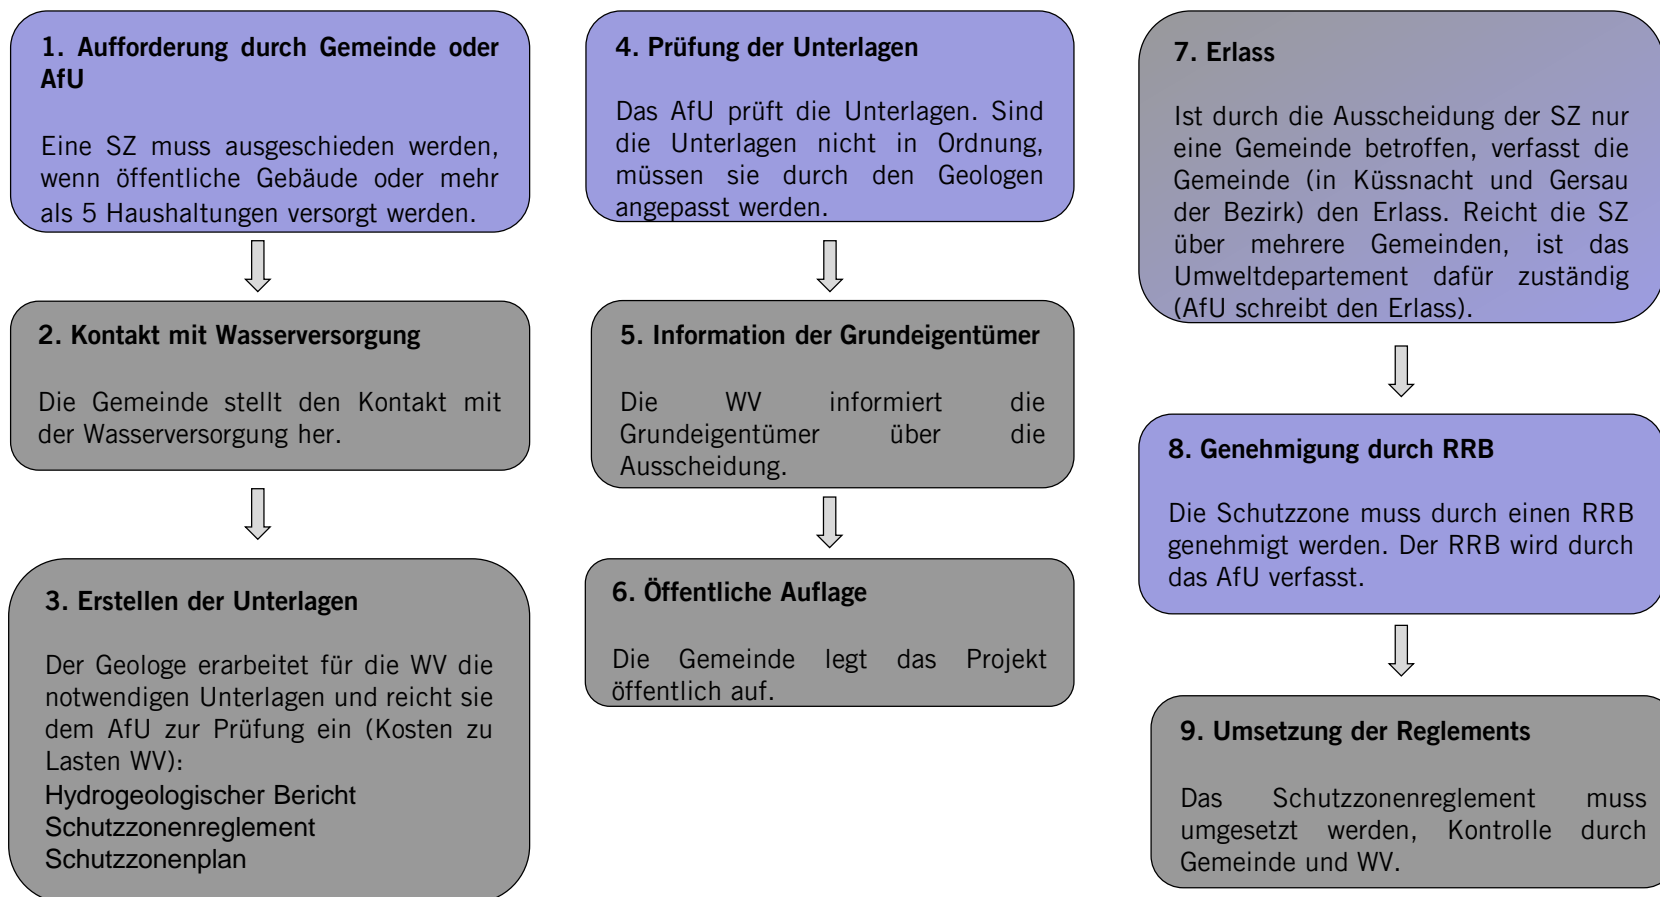 1. Aufforderung durch Gemeinde oder
AfU
Eine SZ muss ausgeschieden werden,
wenn öffentliche Gebäude oder mehr
als 5 Haushaltungen versorgt werden.
2. Kontakt mit Wasserversorgung
Die Gemeinde stellt den Kontakt mit
der Wasserversorgung her.
3. Erstellen der Unterlagen
Der Geologe erarbeitet für die WV die
notwendigen Unterlagen und reicht sie
dem AfU zur Prüfung ein (Kosten zu
Lasten WV):
Hydrogeologischer Bericht
Schutzzonenreglement
Schutzzonenplan
4. Prüfung der Unterlagen
Das AfU prüft die Unterlagen. Sind
die Unterlagen nicht in Ordnung,
müssen sie durch den Geologen
angepasst werden.
5. Information der Grundeigentümer
Die WV informiert die
Grundeigentümer über die
Ausscheidung.
6. Öffentliche Auflage
Die Gemeinde legt das Projekt
öffentlich auf.
7. Erlass
Ist durch die Ausscheidung der SZ nur
eine Gemeinde betroffen, verfasst die
Gemeinde (in Küssnacht und Gersau
der Bezirk) den Erlass. Reicht die SZ
über mehrere Gemeinden, ist das
Umweltdepartement dafür zuständig
(AfU schreibt den Erlass).
8. Genehmigung durch RRB
Die Schutzzone muss durch einen RRB
genehmigt werden. Der RRB wird durch
das AfU verfasst.
9. Umsetzung der Reglements
Das Schutzzonenreglement muss
umgesetzt werden, Kontrolle durch
Gemeinde und WV.